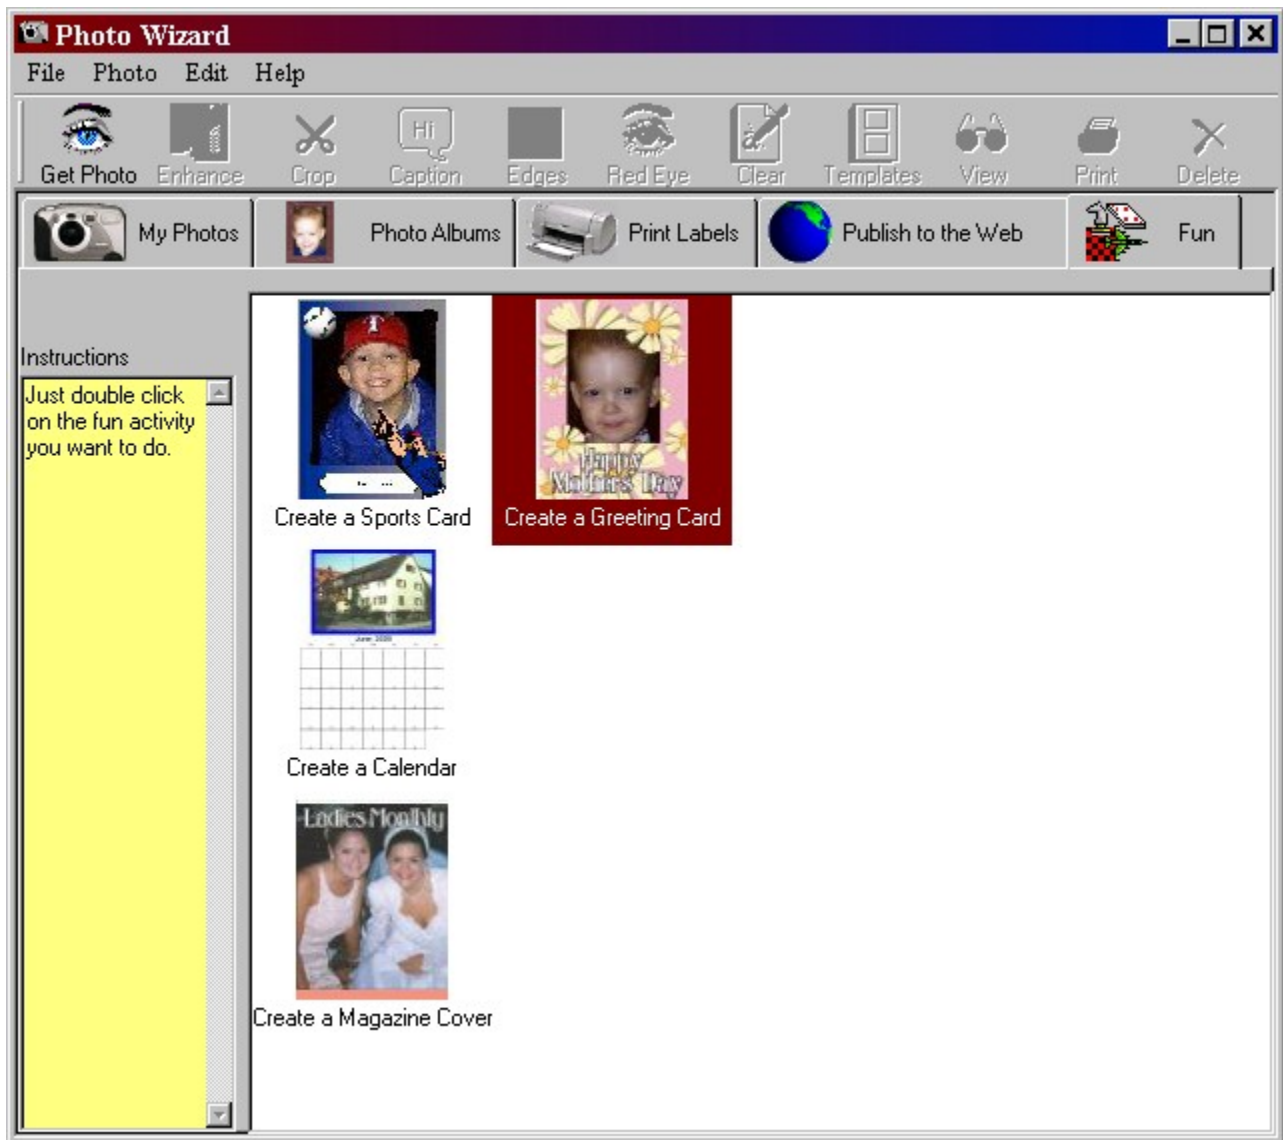 Photo Wizard
File Photo Edit Help
Hi
a.
Get Photo Enhance Crop Caption Edges Red Eye Clear Templates View Print Delete
My Photos Photo Albums Print Labels Publish to the Web Fun
Instructions
Just double click
on the fun activity
you want to do.
T
Happy
Mothers Day
Create a Sports Card Create a Greeting Card
June
Create a Calendar
Ladies Monthly
Create a Magazine Cover